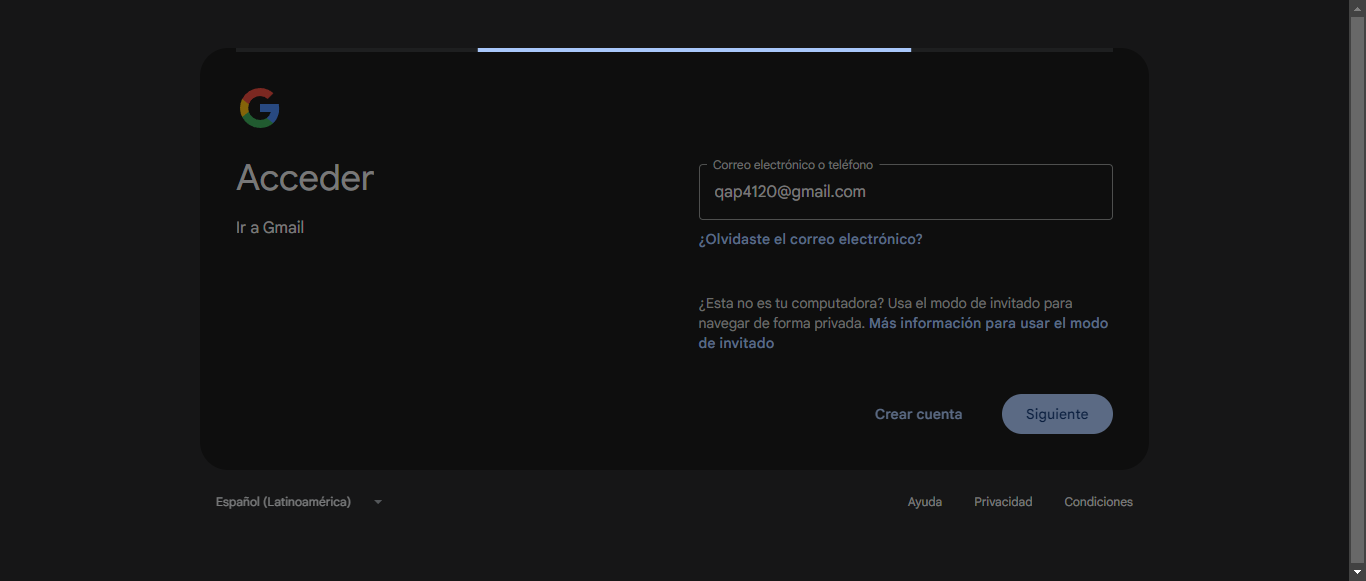 Acceder
Ir a Gmail
Correo electrónico o teléfono
qap4120@gmail.com
¿Olvidaste el correo electrónico?
¿Esta no es tu computadora? Usa el modo de invitado para
navegar de forma privada. Más información para usar el modo
de invitado
Crear cuenta
Siguiente
Español (Latinoamérica)
Ayuda
Privacidad
Condiciones